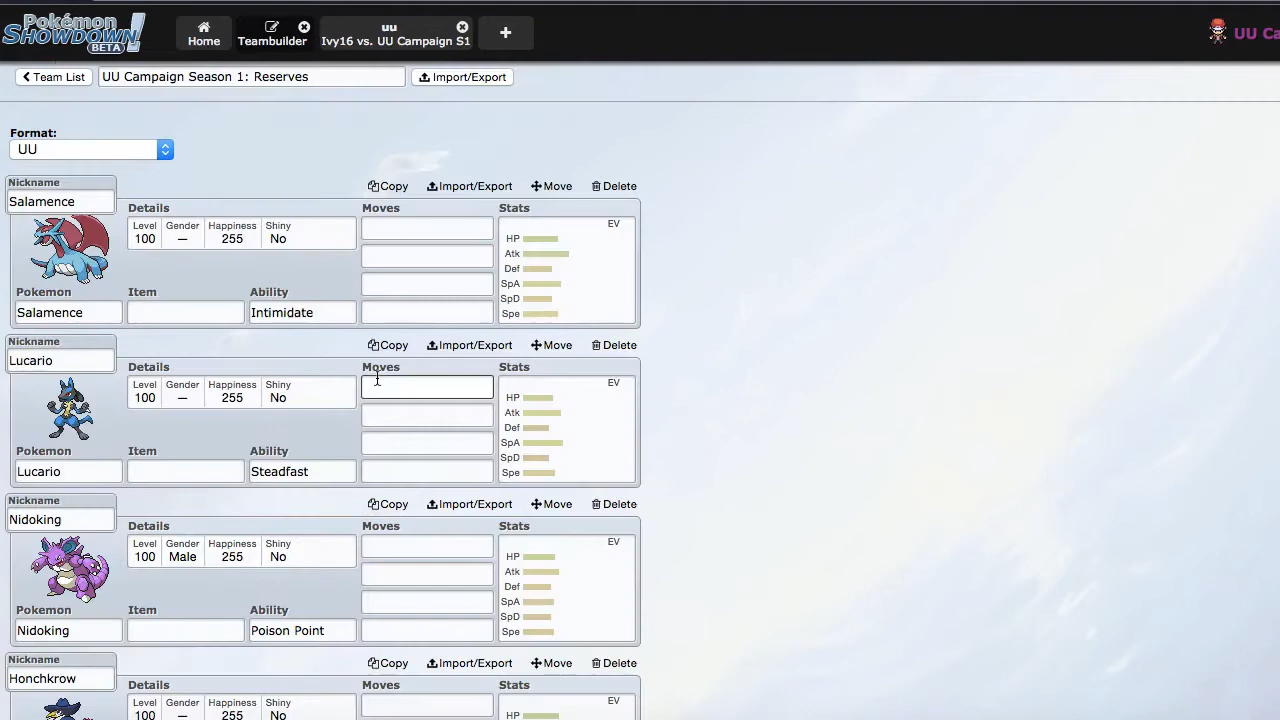 Pokémon
SHOWDOWN!
BETA
Home
Teambuilder
uu
Ivy16 vs. UU Campaign S1
+
UU Ca
Team List
UU Campaign Season 1: Reserves
Import/Export
Format:
UU
Nickname
Salamence
Copy Import/Export Move Delete
Details Moves Stats
Level Gender Happiness Shiny
100 — 255 No
EV
HP
Atk
Def
SpA
SpD
Spe
Pokemon Item Ability
Salamence Intimidate
Nickname
Lucario
Copy Import/Export Move Delete
Details Moves Stats
Level Gender Happiness Shiny
100 — 255 No
EV
HP
Atk
Def
SpA
SpD
Spe
Pokemon Item Ability
Lucario Steadfast
Nickname
Nidoking
Copy Import/Export Move Delete
Details Moves Stats
Level Gender Happiness Shiny
100 Male 255 No
EV
HP
Atk
Def
SpA
SpD
Spe
Pokemon Item Ability
Nidoking Poison Point
Nickname
Honchkrow
Copy Import/Export Move Delete
Details Moves Stats
Level Gender Happiness Shiny
100 — 255 No
EV
HP